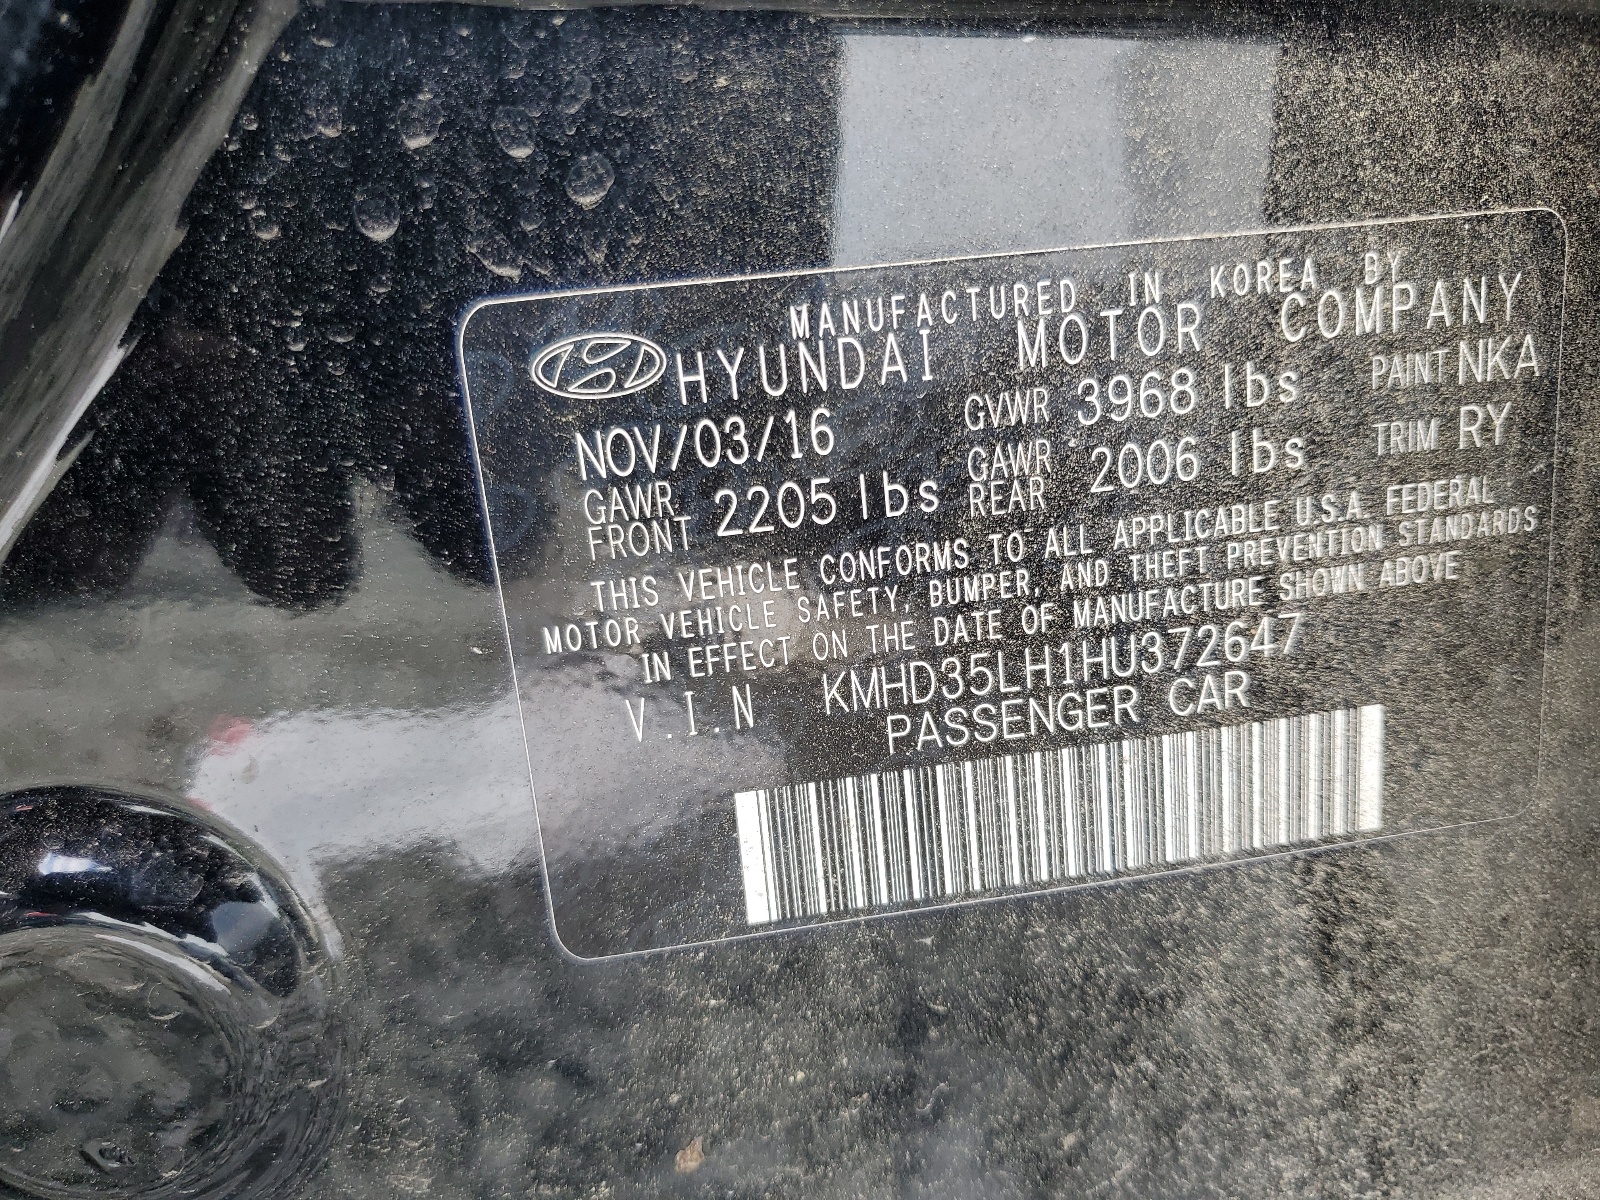 MANUFACTURED IN KOREA BY
HYUNDAI MOTOR COMPANY
NOV/03/16 GVWR 3968 lbs PAINT NKA
GAWR FRONT 2205 lbs GAWR REAR 2006 lbs TRIM RY
THIS VEHICLE CONFORMS TO ALL APPLICABLE U.S.A. FEDERAL
MOTOR VEHICLE SAFETY, BUMPER, AND THEFT PREVENTION STANDARDS
IN EFFECT ON THE DATE OF MANUFACTURE SHOWN ABOVE
V.I.N KMHD35LH1HU372647
PASSENGER CAR